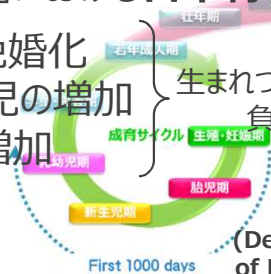 壮年期
免婚化
若年成人期
児の増加
生まれつ
負
増加
成育サイクル
生殖・妊娠期
乳幼児期
胎児期
新生児期
(De
First 1000 days
of